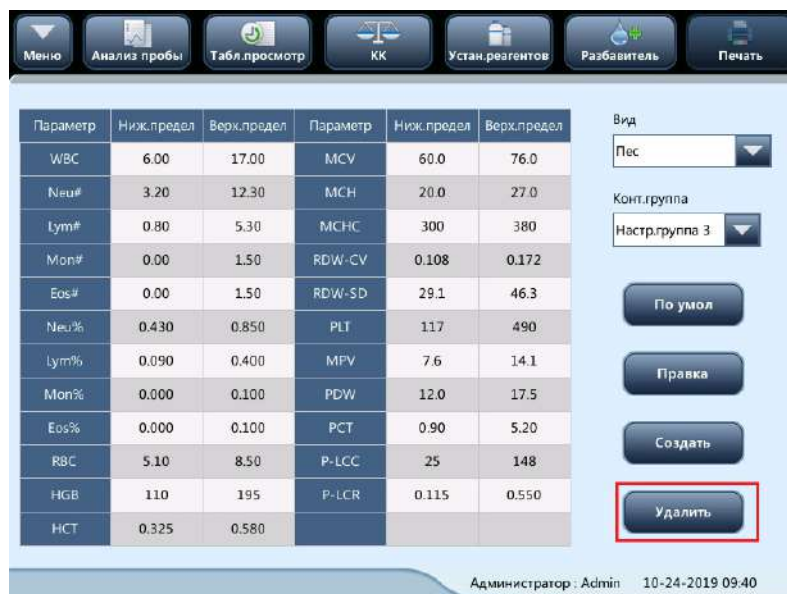 Меню Анализ пробы Табл.просмотр КК Устан.реагентов Разбавитель Печать
Параметр Ниж.предел Верх.предел Параметр Ниж.предел Верх.предел
WBC 6.00 17.00 MCV 60.0 76.0
Neu# 3.20 12.30 MCH 20.0 27.0
Lym# 0.80 5.30 MCHC 300 380
Mon# 0.00 1.50 RDW-CV 0.108 0.172
Eos# 0.00 1.50 RDW-SD 29.1 46.3
Neu% 0.430 0.850 PLT 117 490
Lym% 0.090 0.400 MPV 7.6 14.1
Mon% 0.000 0.100 PDW 12.0 17.5
Eos% 0.000 0.100 PCT 0.90 5.20
RBC 5.10 8.50 P-LCC 25 148
HGB 110 195 P-LCR 0.115 0.550
HCT 0.325 0.580
Вид
Пес
Конт.группа
Настр.группа 3
По умол
Правка
Создать
Удалить
Администратор : Admin 10-24-2019 09:40